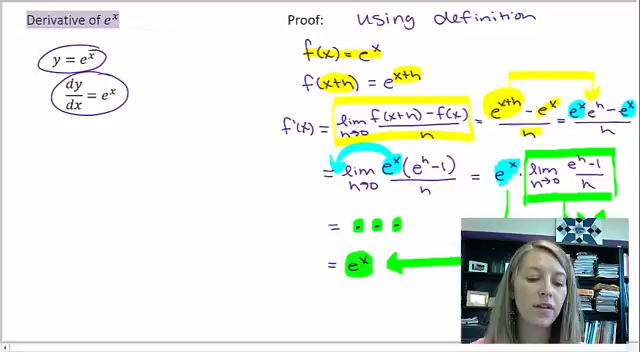 Derivative of eˣ
y = eˣ
dy/dx = eˣ
Proof: using definition
f(x) = eˣ
f(x+h) = eˣ⁺ʰ
f'(x) = lim h→0 f(x+h) – f(x) / h = eˣ⁺ʰ – eˣ / h = eˣeʰ – eˣ / h
= lim h→0 eˣ(eʰ–1) / h = eˣ · lim h→0 eʰ–1 / h
= . . .
= eˣ